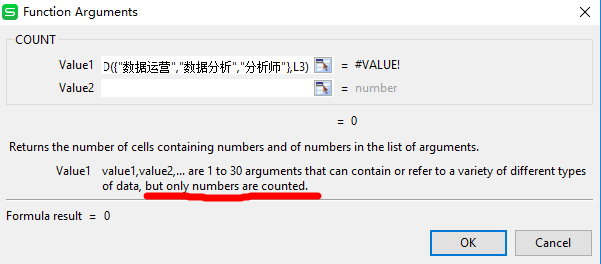 Function Arguments
COUNT
Value1 D({"数据运营","数据分析","分析师"},L3) = #VALUE!
Value2 = number
= 0
Returns the number of cells containing numbers and of numbers in the list of arguments.
Value1 value1,value2,... are 1 to 30 arguments that can contain or refer to a variety of different types
of data, but only numbers are counted.
Formula result = 0
OK Cancel